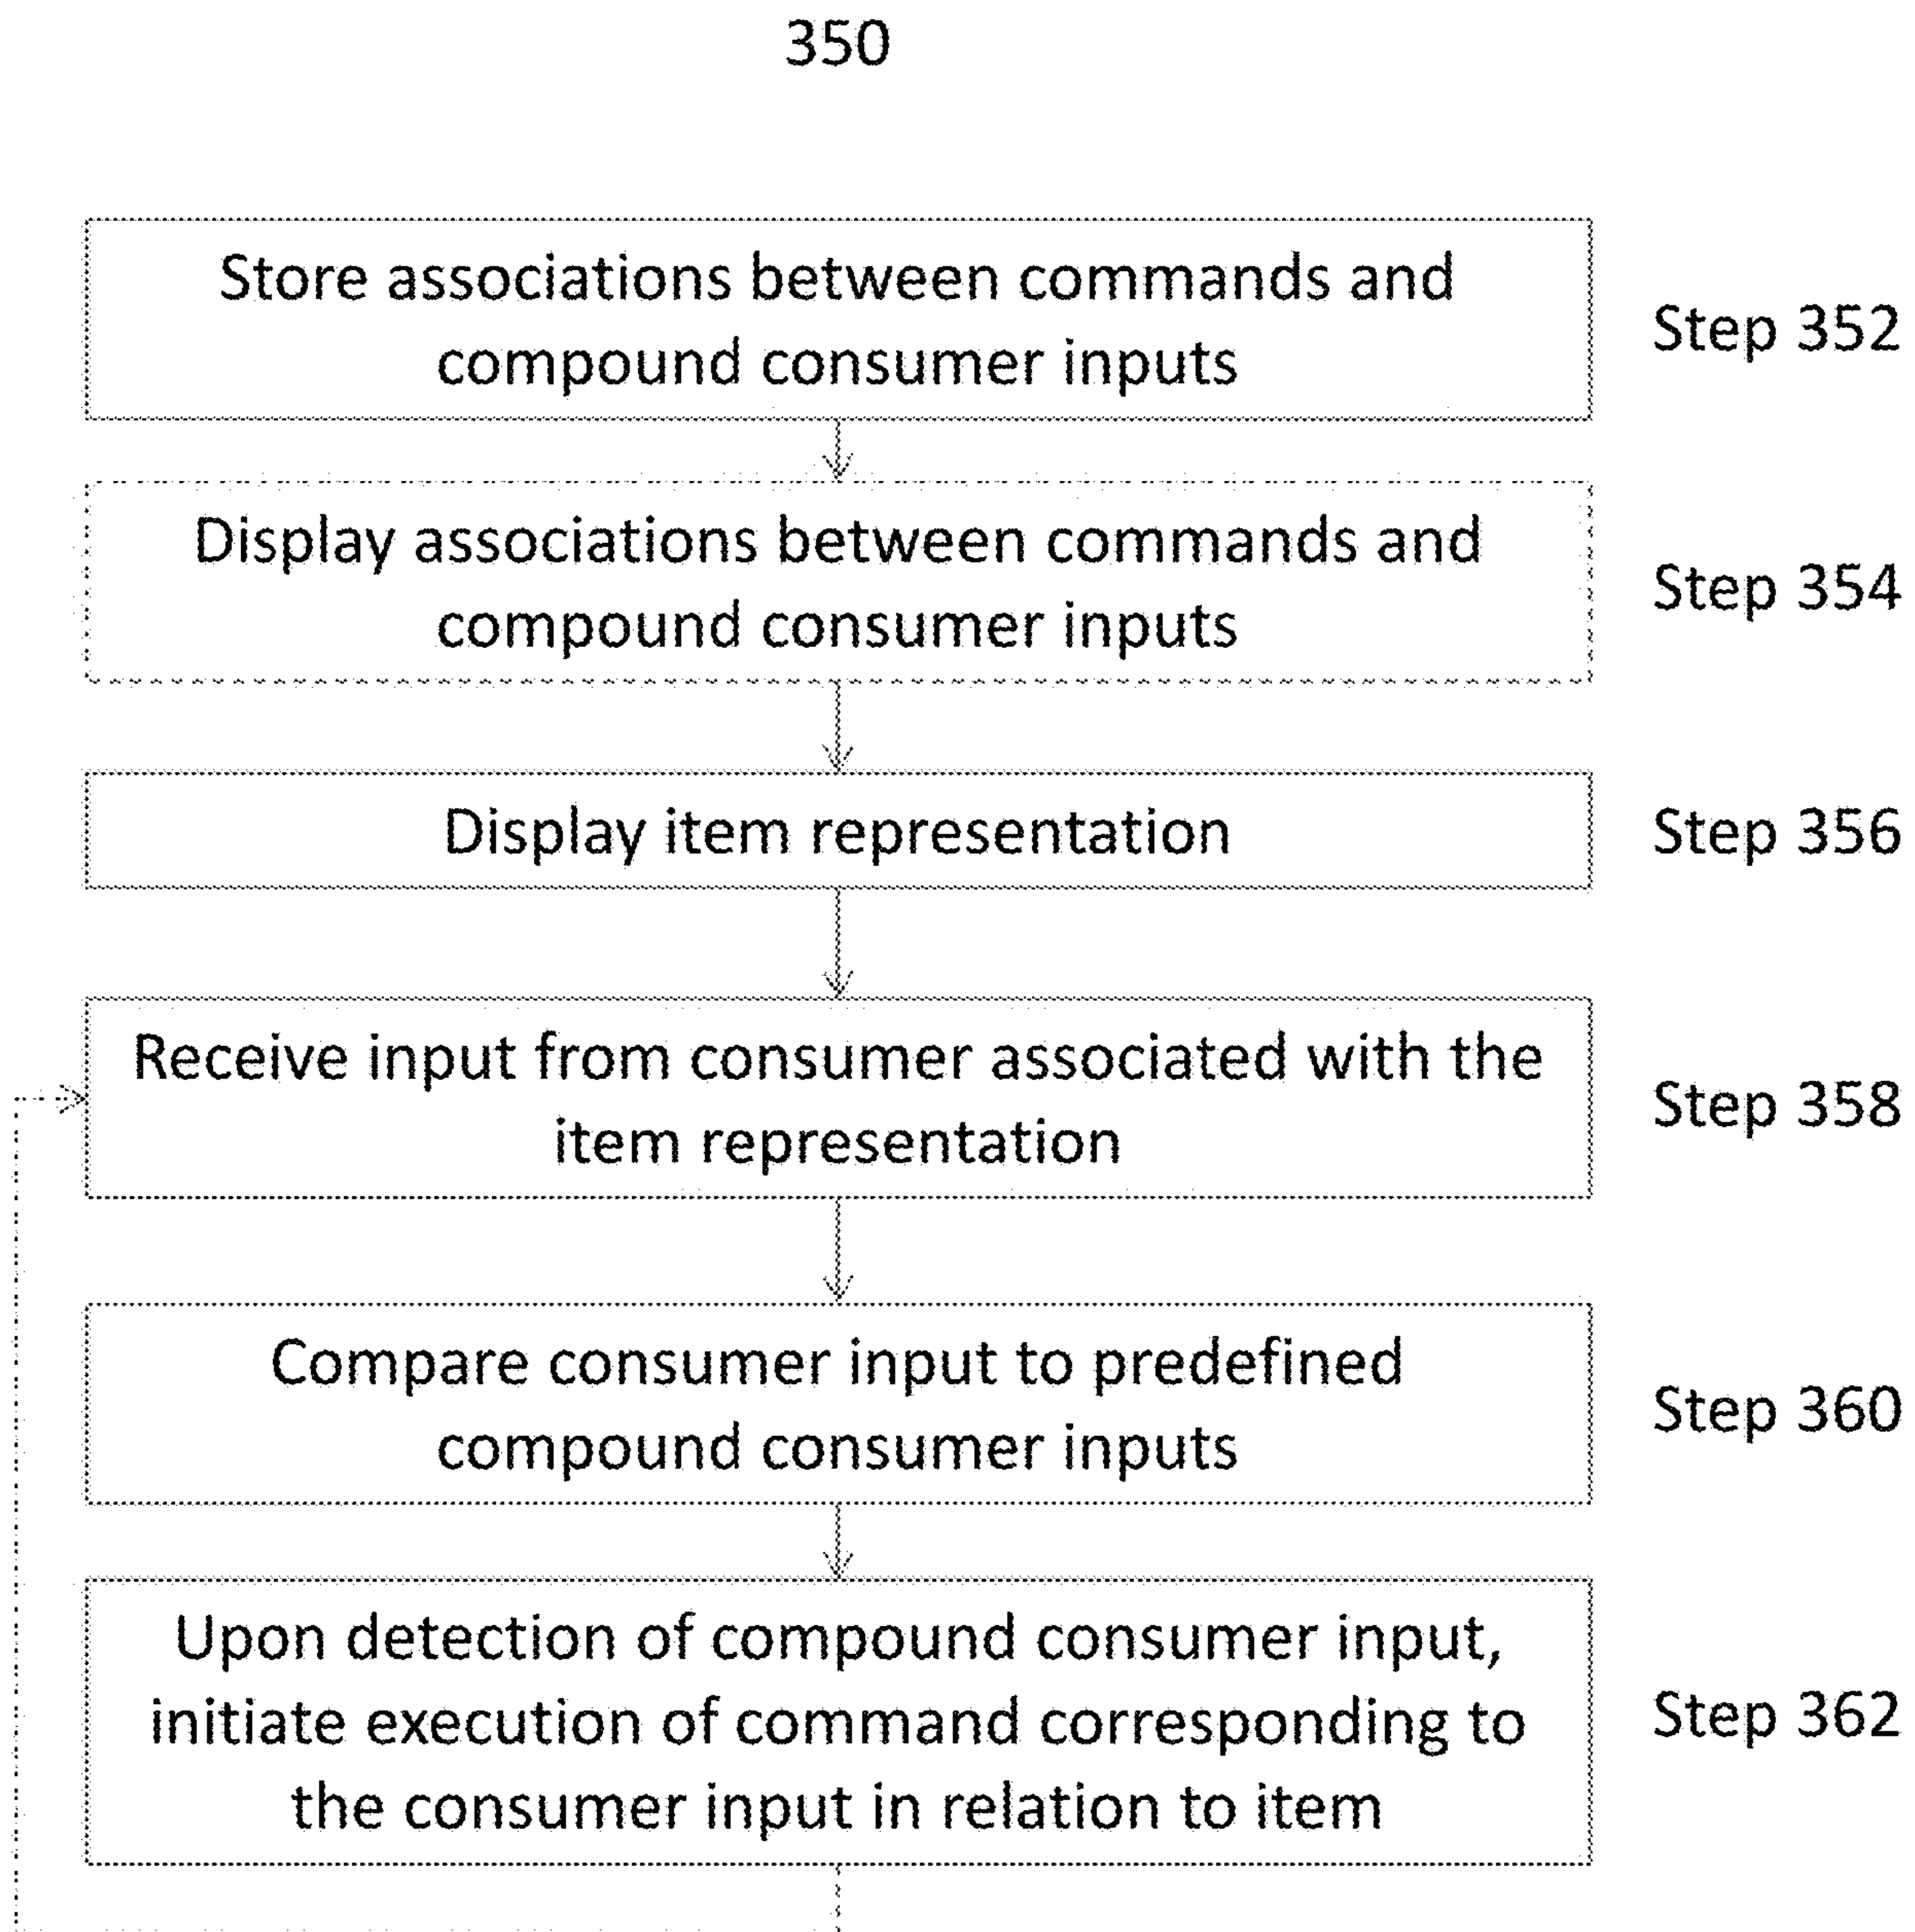 350
Store associations between commands and
compound consumer inputs
Step 352
Display associations between commands and
compound consumer inputs
Step 354
Display item representation
Step 356
Receive input from consumer associated with the
item representation
Step 358
Compare consumer input to predefined
compound consumer inputs
Step 360
Upon detection of compound consumer input,
initiate execution of command corresponding to
the consumer input in relation to item
Step 362